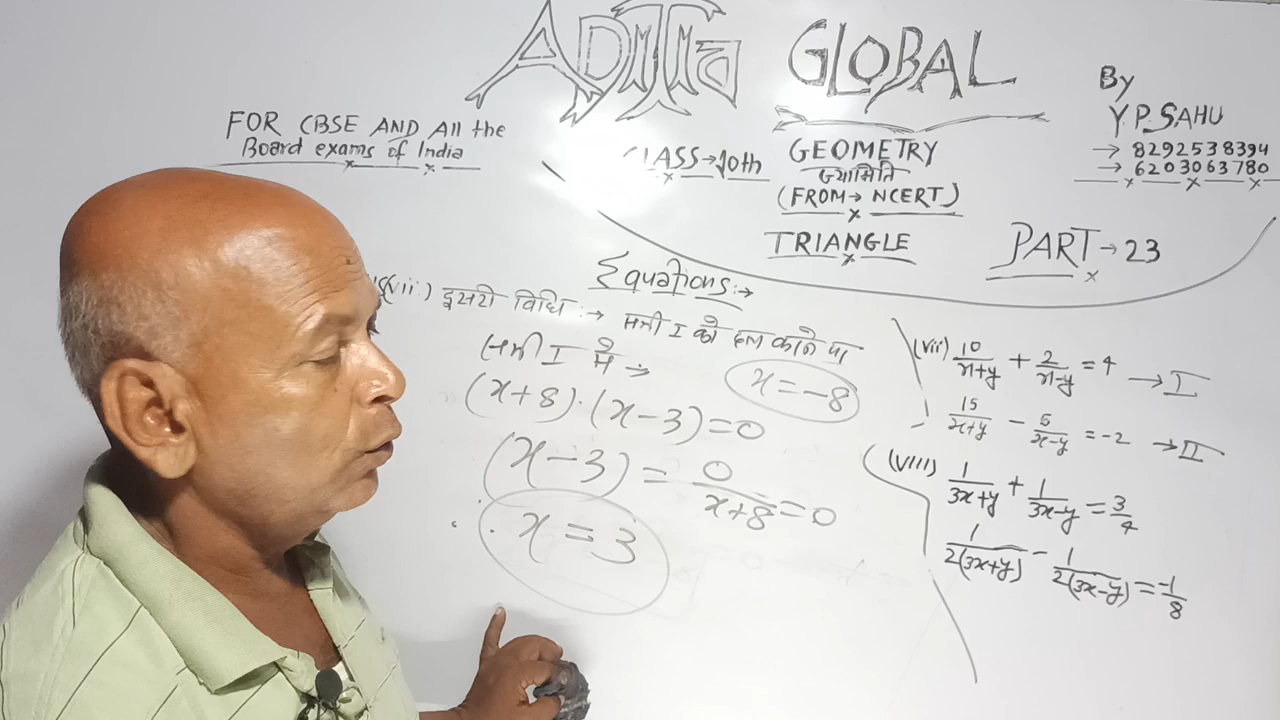 ADITYA GLOBAL
By
Y.P. SAHU
→ 8292538394
→ 6203063780
FOR CBSE AND All the
Board exams of India
CLASS→10th
GEOMETRY
ज्यामिति
(FROM→ NCERT)
TRIANGLE
PART→23
Equations:→
(vii) दुसरी विधि:→ समी I को हल करने पर
समी I में →
x=-8
(x+8)·(x-3)=0
(x-3) = 0/(x+8) = 0
∴ x=3
(vii) 10/(x+y) + 2/(x-y) = 4 → I
15/(x+y) - 5/(x-y) = -2 → II
(viii) 1/(3x+y) + 1/(3x-y) = 3/4
1/2(3x+y) - 1/2(3x-y) = -1/8